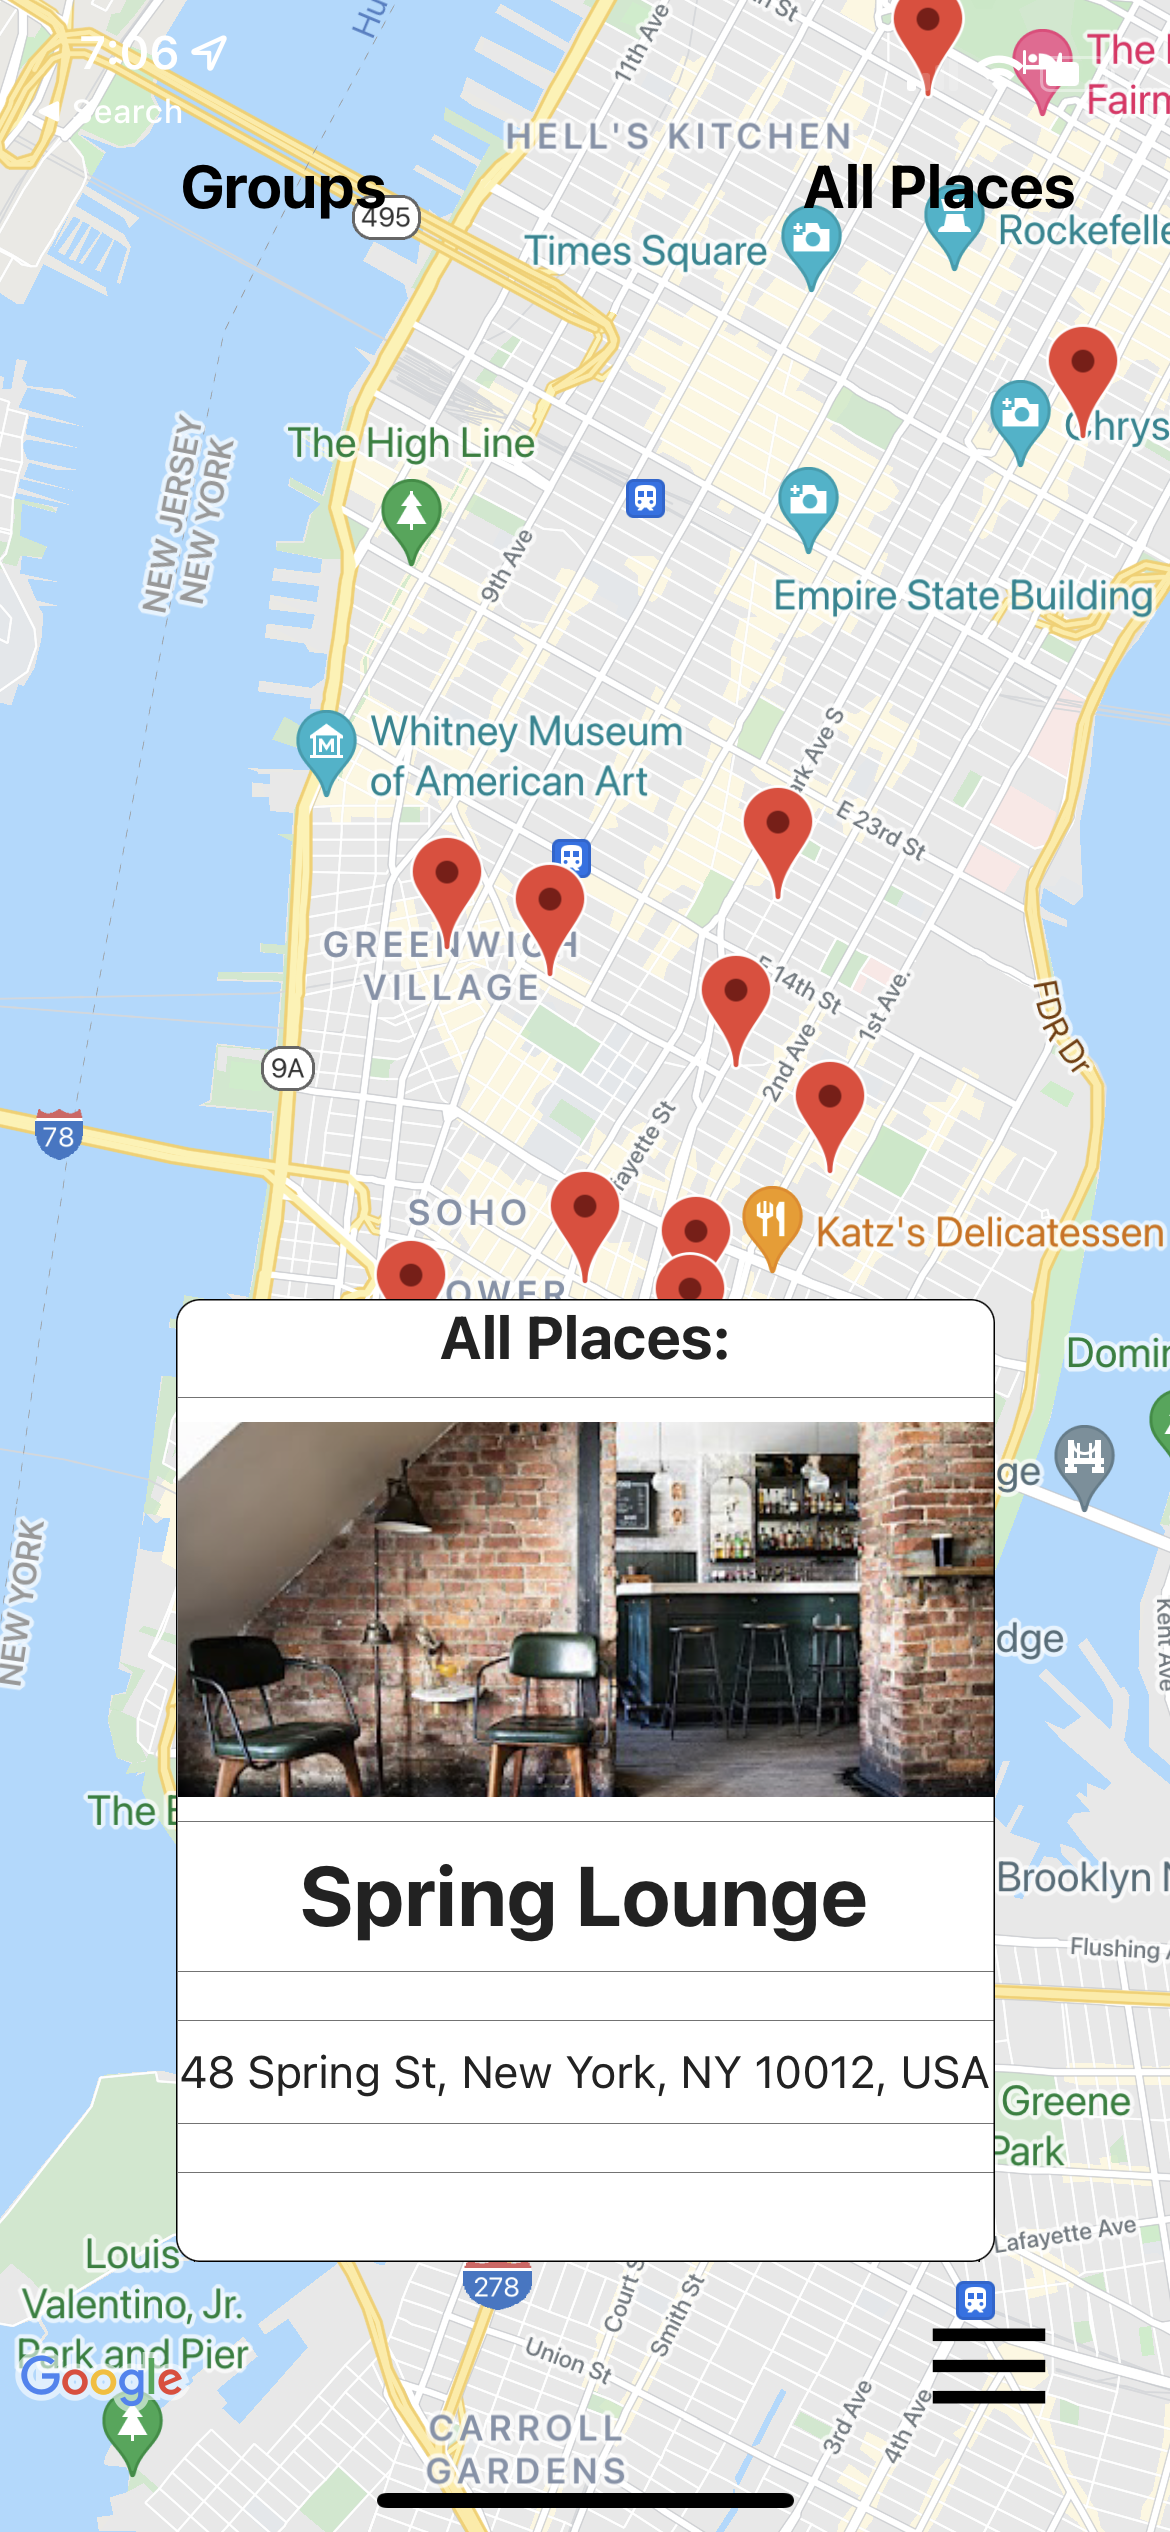 7:06
Search
Groups
All Places
11th Ave
HELL'S KITCHEN
The
Fairm
495
Times Square
Rockefelle
Chrys
The High Line
NEW JERSEY
NEW YORK
9th Ave
Empire State Building
Whitney Museum
of American Art
ark Ave S
E 23rd St
GREENWICH
VILLAGE
E 14th St
1st Ave.
2nd Ave
FDR Dr
9A
78
fayette St
SOHO
Katz's Delicatessen
OWER
All Places:
Domin
ge
NEW YORK
dge
Kent Ave
The B
Spring Lounge
Brooklyn N
Flushing A
48 Spring St, New York, NY 10012, USA
Greene
Park
Lafayette Ave
Louis
Valentino, Jr.
Park and Pier
Google
278
Court S
Smith St
Union St
3rd Ave
4th Ave
CARROLL
GARDENS